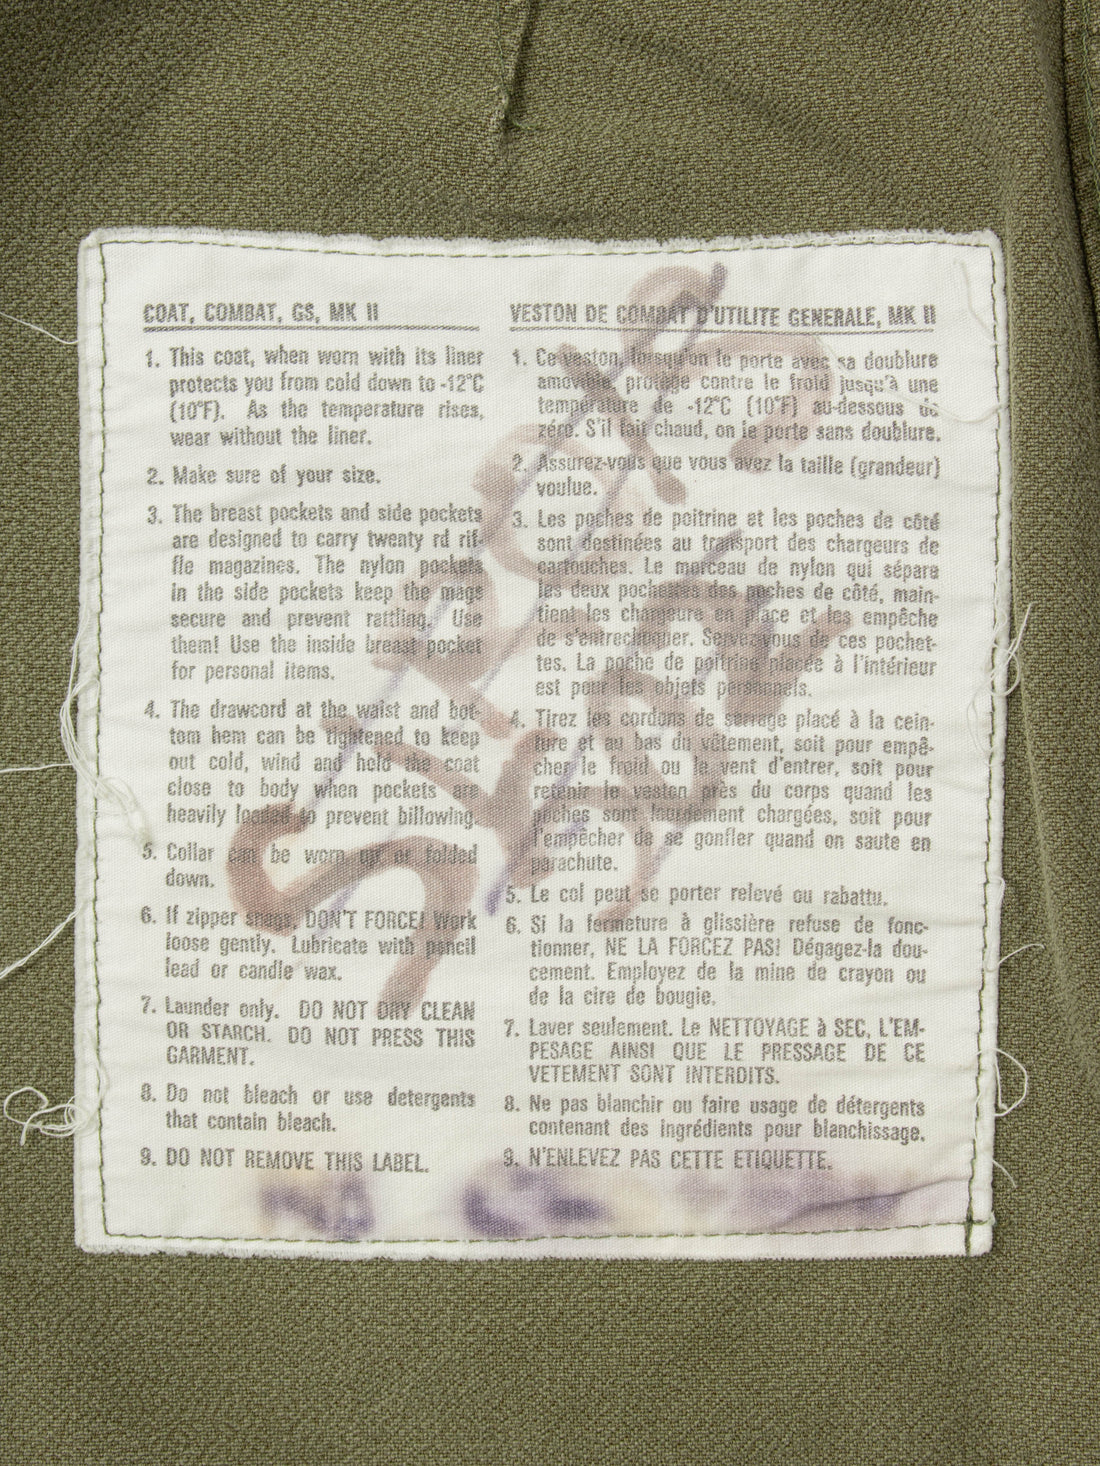 COAT, COMBAT, GS, MK II
1. This coat, when worn with its liner
protects you from cold down to -12°C
(10°F). As the temperature rises,
wear without the liner.
2. Make sure of your size.
3. The breast pockets and side pockets
are designed to carry twenty rd rif-
fle magazines. The nylon pockets
in the side pockets keep the mags
secure and prevent rattling. Use
them! Use the inside breast pocket
for personal items.
4. The drawcord at the waist and bot-
tom hem can be tightened to keep
out cold, wind and hold the coat
close to body when pockets are
heavily loaded to prevent billowing.
5. Collar can be worn up or folded
down.
6. If zipper snags, DON'T FORCE! Work
loose gently. Lubricate with pencil
lead or candle wax.
7. Launder only. DO NOT DRY CLEAN
OR STARCH. DO NOT PRESS THIS
GARMENT.
8. Do not bleach or use detergents
that contain bleach.
9. DO NOT REMOVE THIS LABEL.
VESTON DE COMBAT D'UTILITE GENERALE, MK II
1. Ce veston, lorsqu'on le porte avec sa doublure
amovible, protège contre le froid jusqu'à une
température de -12°C (10°F) au-dessous de
zéro. S'il fait chaud, on le porte sans doublure.
2. Assurez-vous que vous avez la taille (grandeur)
voulue.
3. Les poches de poitrine et les poches de côté
sont destinées au transport des chargeurs de
cartouches. Le morceau de nylon qui sépare
les deux pochettes des poches de côté, main-
tient les chargeurs en place et les empêche
de s'entrechoquer. Servez-vous de ces pochet-
tes. La poche de poitrine placée à l'intérieur
est pour les objets personnels.
4. Tirez les cordons de serrage placé à la cein-
ture et au bas du vêtement, soit pour empê-
cher le froid ou le vent d'entrer, soit pour
retenir le veston près du corps quand les
poches sont lourdement chargées, soit pour
l'empêcher de se gonfler quand on saute en
parachute.
5. Le col peut se porter relevé ou rabattu.
6. Si la fermeture à glissière refuse de fonc-
tionner, NE LA FORCEZ PAS! Dégagez-la dou-
cement. Employez de la mine de crayon ou
de la cire de bougie.
7. Laver seulement. Le NETTOYAGE à SEC, L'EM-
PESAGE AINSI QUE LE PRESSAGE DE CE
VETEMENT SONT INTERDITS.
8. Ne pas blanchir ou faire usage de détergents
contenant des ingrédients pour blanchissage.
9. N'ENLEVEZ PAS CETTE ETIQUETTE.